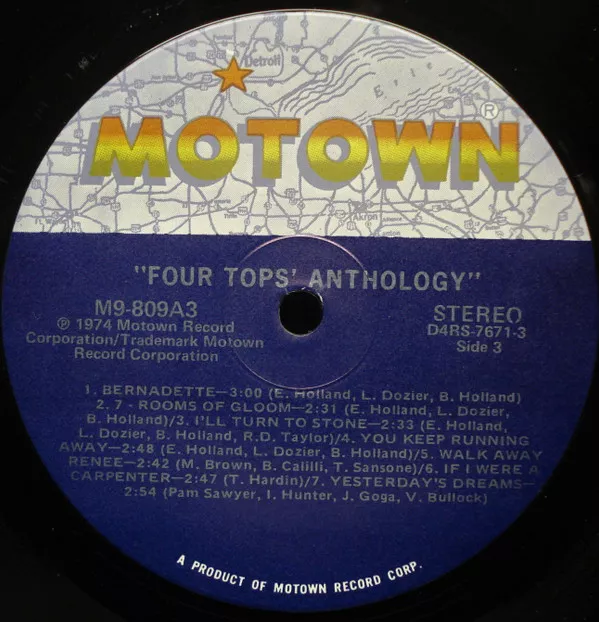 Detroit
Erie
MOTOWN®
Akron
"FOUR TOPS' ANTHOLOGY"
M9-809A3
℗ 1974 Motown Record
Corporation/Trademark Motown
Record Corporation
STEREO
D4RS-7671-3
Side 3
1. BERNADETTE—3:00 (E. Holland, L. Dozier, B. Holland)
2. 7 - ROOMS OF GLOOM—2:31 (E. Holland, L. Dozier,
B. Holland)/3. I'LL TURN TO STONE—2:33 (E. Holland,
L. Dozier, B. Holland, R.D. Taylor)/4. YOU KEEP RUNNING
AWAY—2:48 (E. Holland, L. Dozier, B. Holland)/5. WALK AWAY
RENEE—2:42 (M. Brown, B. Calilli, T. Sansone)/6. IF I WERE A
CARPENTER—2:47 (T. Hardin)/7. YESTERDAY'S DREAMS—
2:54 (Pam Sawyer, I. Hunter, J. Goga, V. Bullock)
A PRODUCT OF MOTOWN RECORD CORP.